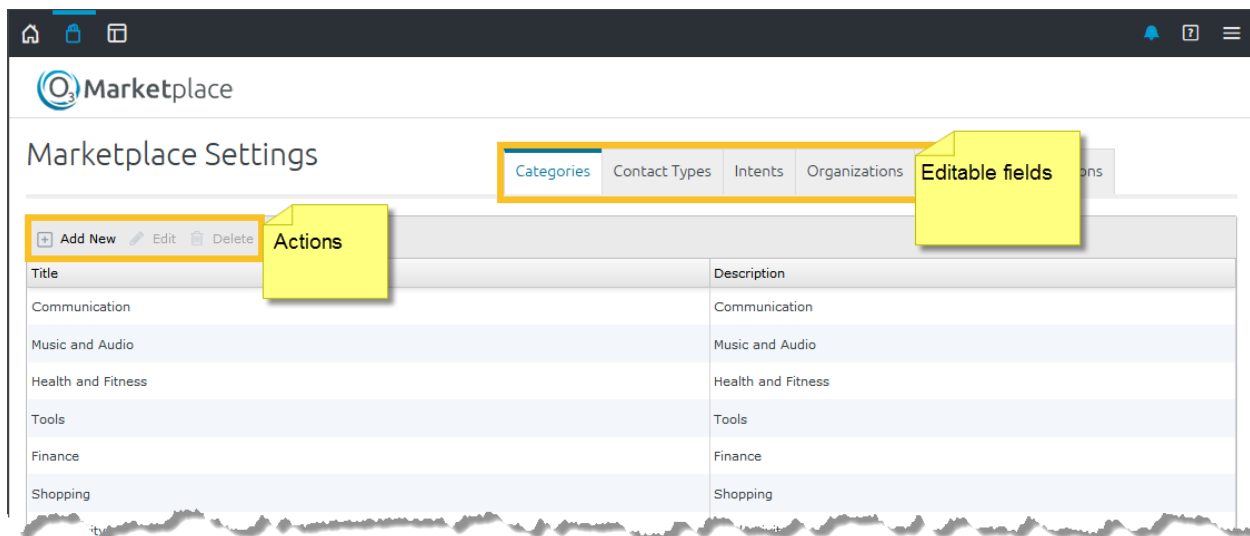 O3 Marketplace
Marketplace Settings
Categories Contact Types Intents Organizations
Editable fields
Add New Edit Delete
Actions
Title Description
Communication Communication
Music and Audio Music and Audio
Health and Fitness Health and Fitness
Tools Tools
Finance Finance
Shopping Shopping